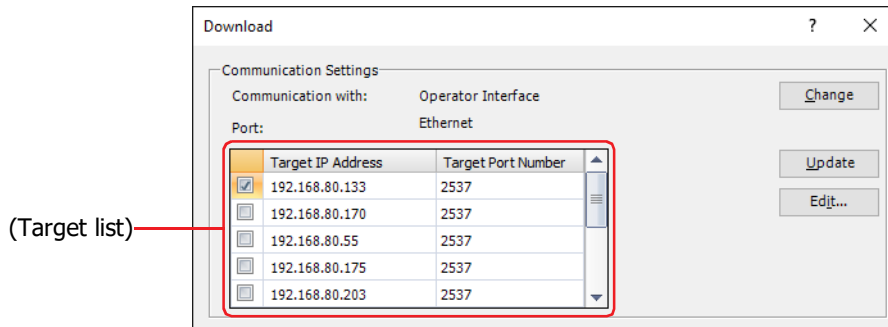 Download ? ×
Communication Settings
Communication with: Operator Interface
Change
Port: Ethernet
Target IP Address Target Port Number
Update
192.168.80.133 2537
Edit...
192.168.80.170 2537
(Target list)
192.168.80.55 2537
192.168.80.175 2537
192.168.80.203 2537